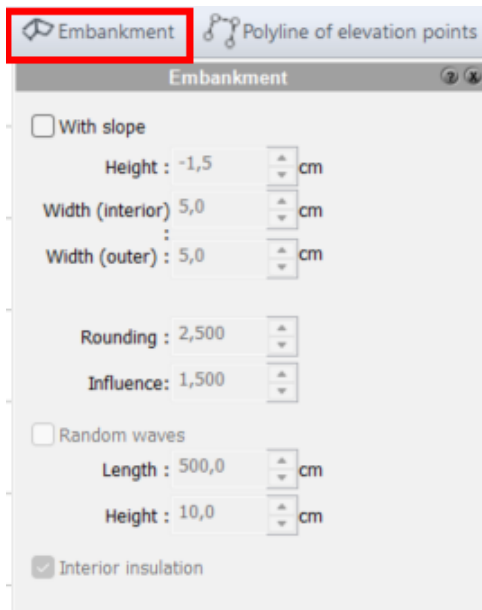 Embankment Polyline of elevation points
Embankment
With slope
Height : -1,5 cm
Width (interior) 5,0 cm
:
Width (outer) : 5,0 cm
Rounding : 2,500
Influence: 1,500
Random waves
Length : 500,0 cm
Height : 10,0 cm
Interior insulation